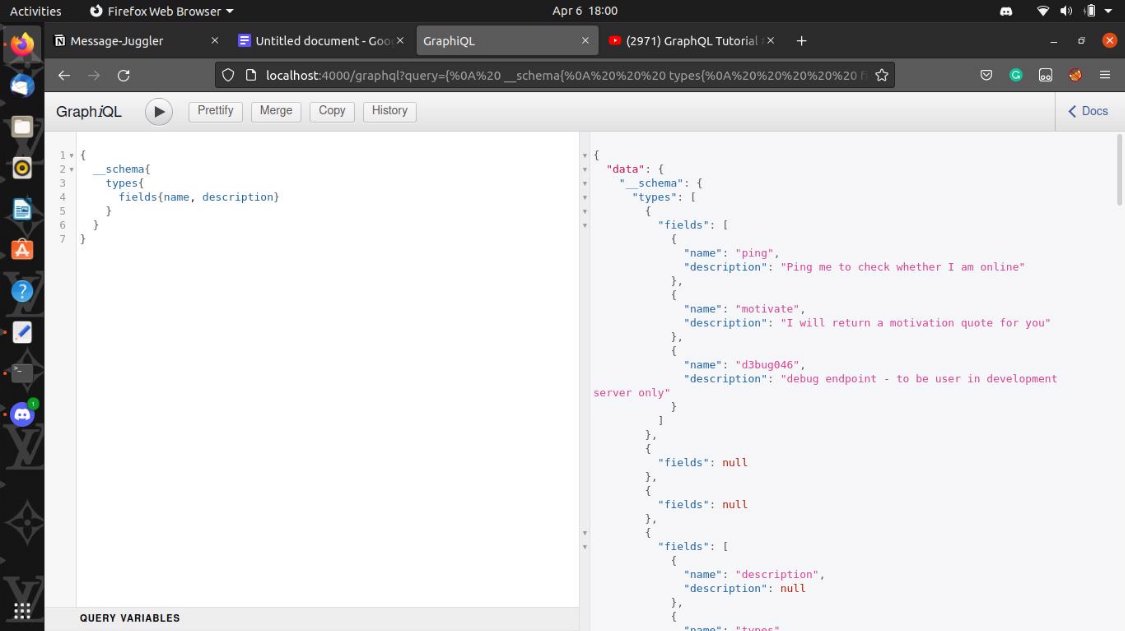 Activities Firefox Web Browser Apr 6 18:00
Message-Juggler Untitled document - Goo GraphiQL (2971) GraphQL Tutorial +
localhost:4000/graphql?query={%0A%20 __schema{%0A%20%20%20 types{%0A%20%20%20%20%20 fi
GraphiQL Prettify Merge Copy History Docs
1 {
2 __schema{
3 types{
4 fields{name, description}
5 }
6 }
7 }
{
"data": {
"__schema": {
"types": [
{
"fields": [
{
"name": "ping",
"description": "Ping me to check whether I am online"
},
{
"name": "motivate",
"description": "I will return a motivation quote for you"
},
{
"name": "d3bug046",
"description": "debug endpoint - to be user in development
server only"
}
]
},
{
"fields": null
},
{
"fields": null
},
{
"fields": [
{
"name": "description",
"description": null
},
{
"name": "types",
QUERY VARIABLES